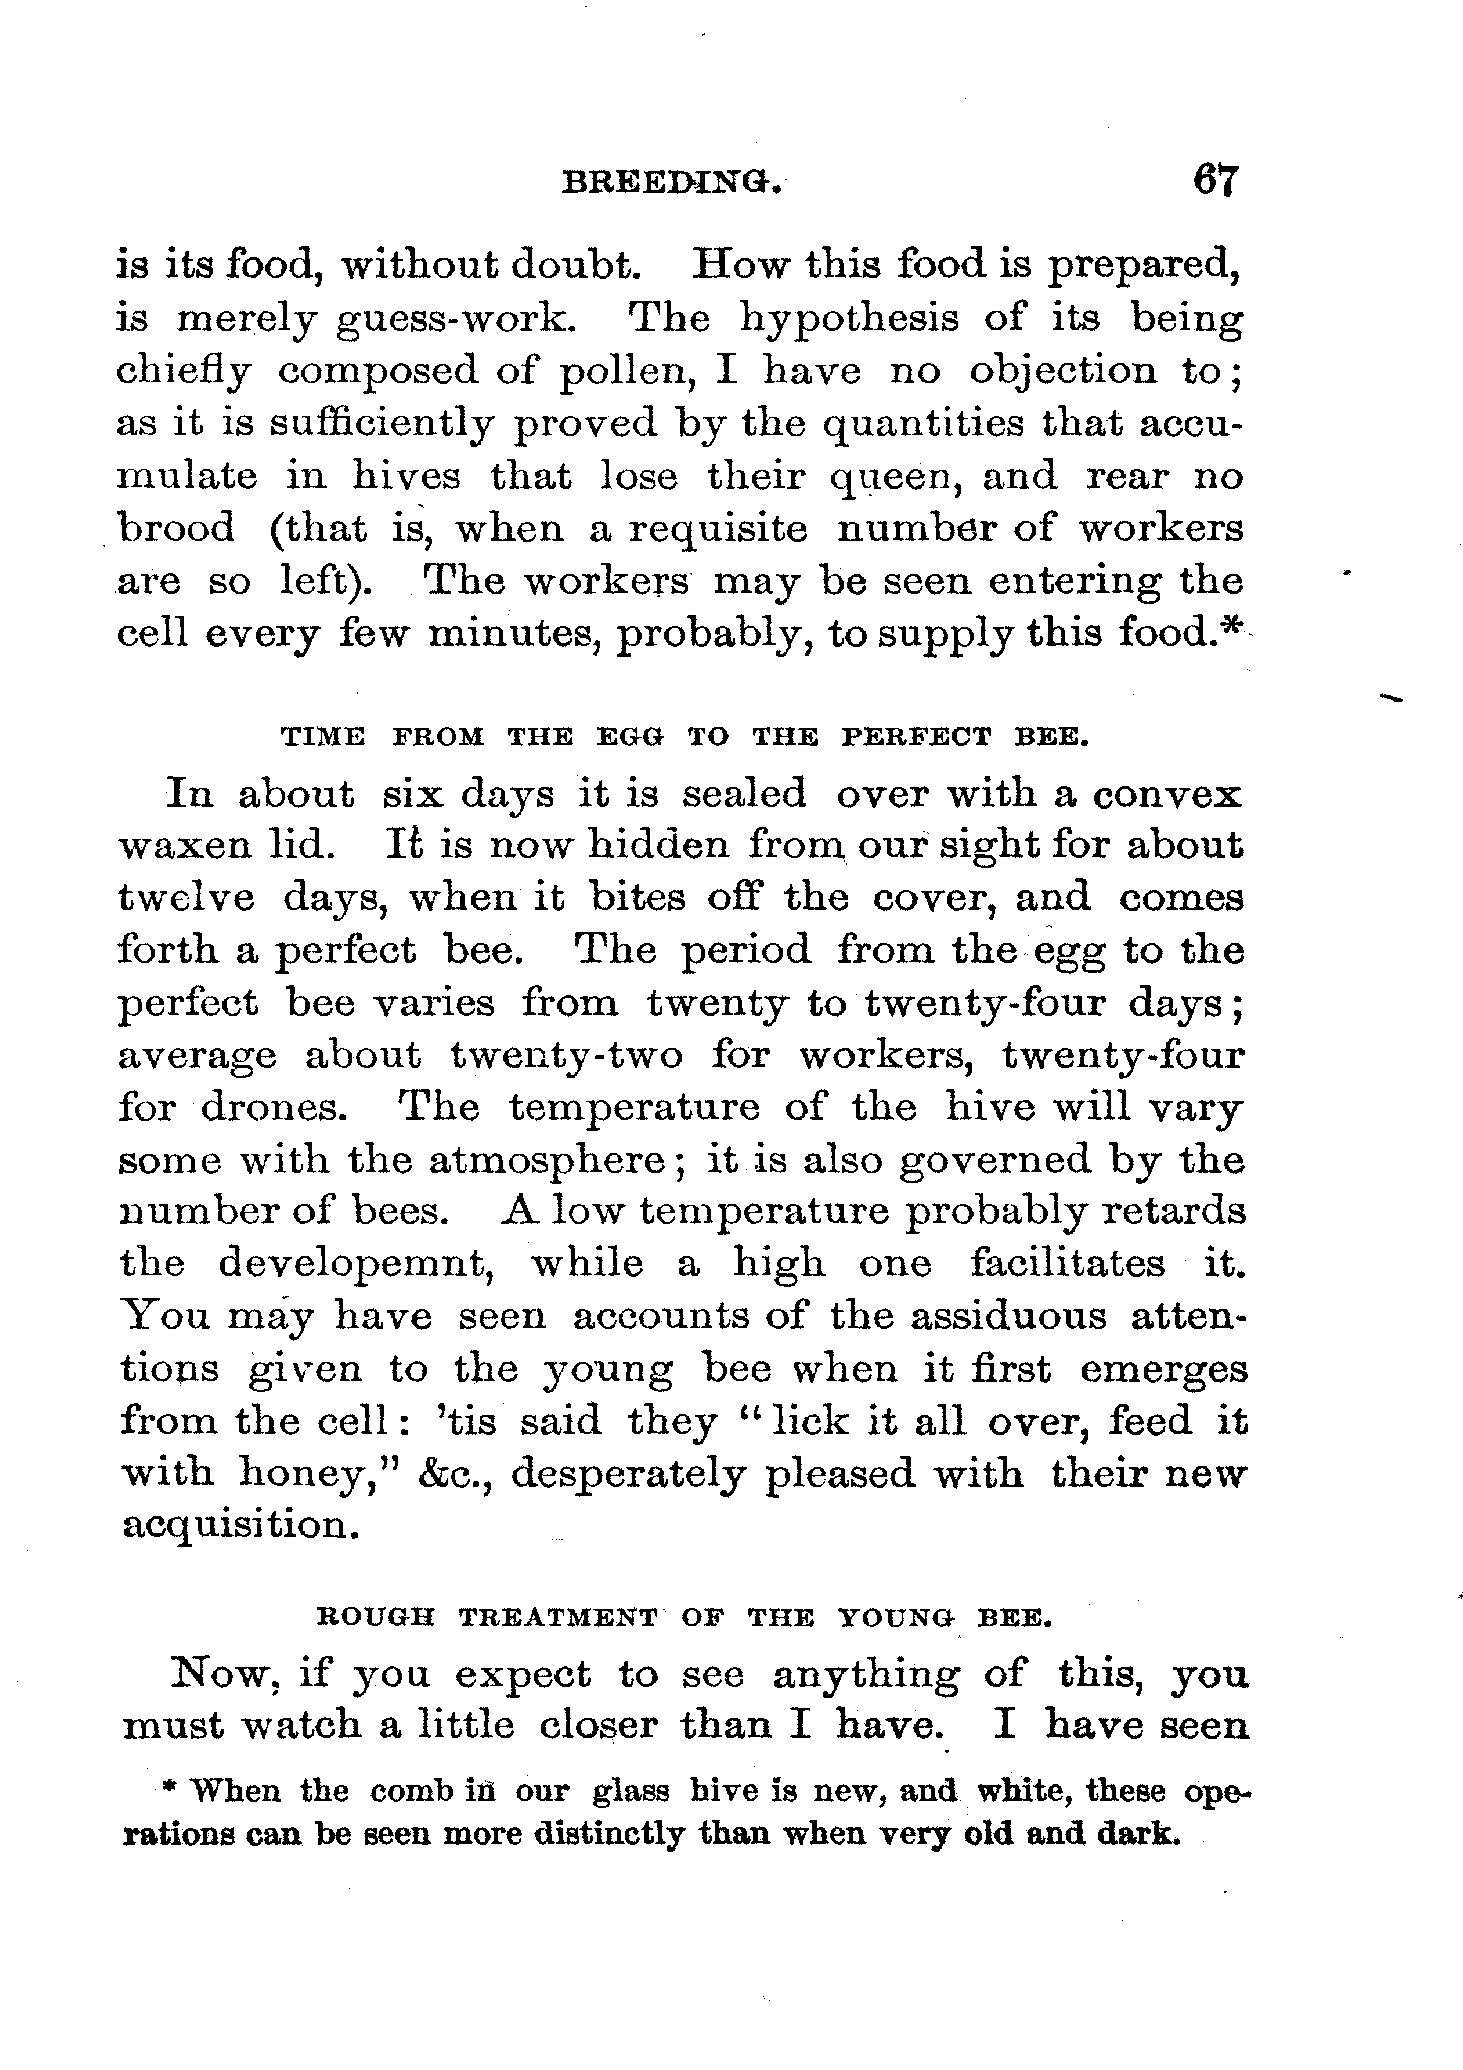 BREEDING. 67
is its food, without doubt. How this food is prepared,
is merely guess-work. The hypothesis of its being
chiefly composed of pollen, I have no objection to;
as it is sufficiently proved by the quantities that accu-
mulate in hives that lose their queen, and rear no
brood (that is, when a requisite number of workers
are so left). The workers may be seen entering the
cell every few minutes, probably, to supply this food.*
TIME FROM THE EGG TO THE PERFECT BEE.
In about six days it is sealed over with a convex
waxen lid. It is now hidden from our sight for about
twelve days, when it bites off the cover, and comes
forth a perfect bee. The period from the egg to the
perfect bee varies from twenty to twenty-four days;
average about twenty-two for workers, twenty-four
for drones. The temperature of the hive will vary
some with the atmosphere; it is also governed by the
number of bees. A low temperature probably retards
the developemnt, while a high one facilitates it.
You may have seen accounts of the assiduous atten-
tions given to the young bee when it first emerges
from the cell: 'tis said they "lick it all over, feed it
with honey," &c., desperately pleased with their new
acquisition.
ROUGH TREATMENT OF THE YOUNG BEE.
Now, if you expect to see anything of this, you
must watch a little closer than I have. I have seen
* When the comb in our glass hive is new, and white, these ope-
rations can be seen more distinctly than when very old and dark.